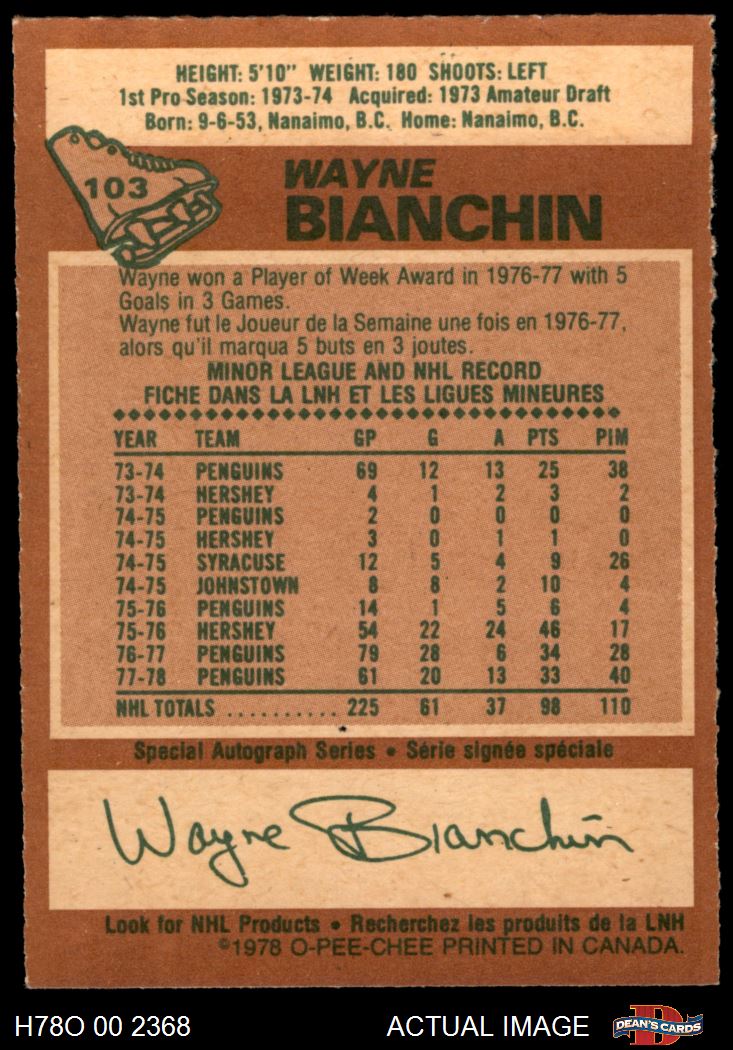 HEIGHT: 5'10" WEIGHT: 180 SHOOTS: LEFT
1st Pro Season: 1973-74 Acquired: 1973 Amateur Draft
Born: 9-6-53, Nanaimo, B.C. Home: Nanaimo, B.C.
103
WAYNE
BIANCHIN
Wayne won a Player of Week Award in 1976-77 with 5
Goals in 3 Games.
Wayne fut le Joueur de la Semaine une fois en 1976-77,
alors qu'il marqua 5 buts en 3 joutes.
MINOR LEAGUE AND NHL RECORD
FICHE DANS LA LNH ET LES LIGUES MINEURES
YEAR TEAM GP G A PTS PIM
73-74 PENGUINS 69 12 13 25 38
73-74 HERSHEY 4 1 2 3 2
74-75 PENGUINS 2 0 0 0 0
74-75 HERSHEY 3 0 1 1 0
74-75 SYRACUSE 12 5 4 9 26
74-75 JOHNSTOWN 8 8 2 10 4
75-76 PENGUINS 14 1 5 6 4
75-76 HERSHEY 54 22 24 46 17
76-77 PENGUINS 79 28 6 34 28
77-78 PENGUINS 61 20 13 33 40
NHL TOTALS .......... 225 61 37 98 110
Special Autograph Series • Série signée spéciale
Wayne Bianchin
Look for NHL Products • Recherchez les produits de la LNH
©1978 O-PEE-CHEE PRINTED IN CANADA.
H78O 00 2368 ACTUAL IMAGE D DEAN'S CARDS